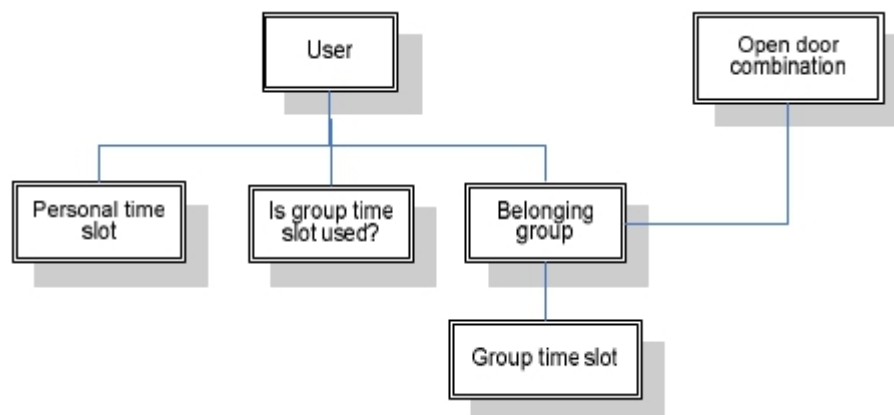 User
Open door
combination
Personal time
slot
Is group time
slot used?
Belonging
group
Group time slot